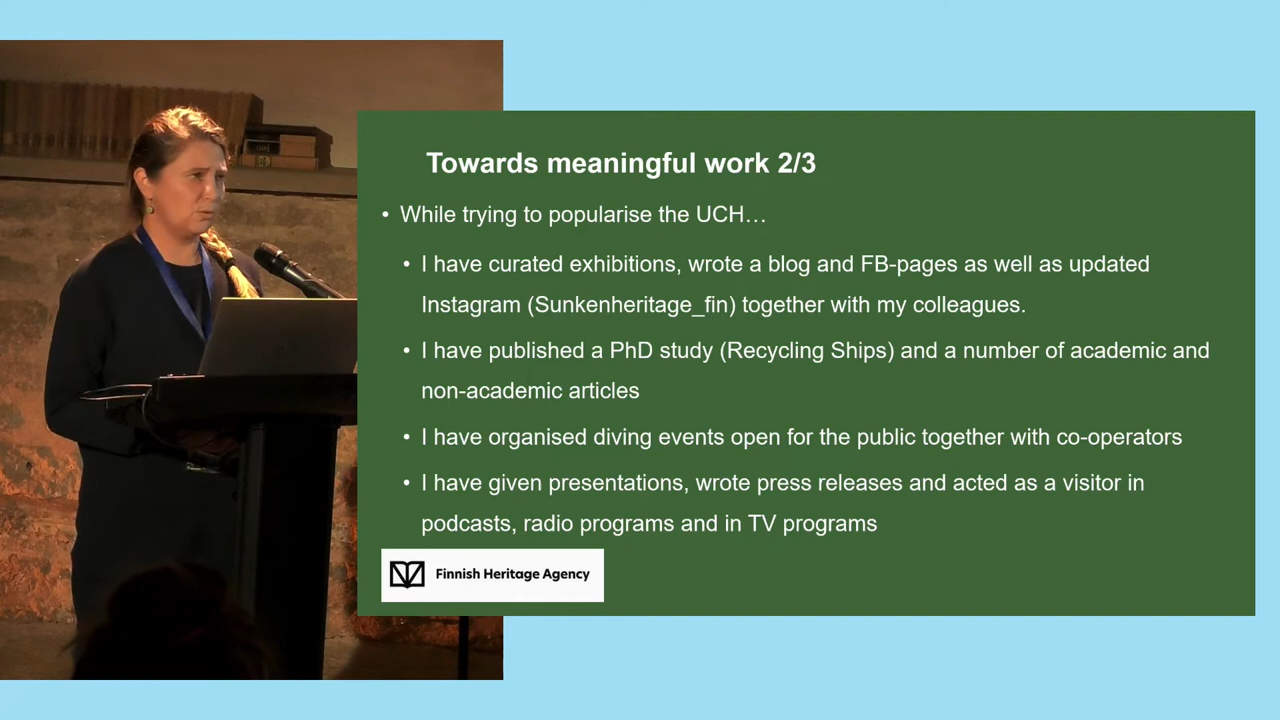 Towards meaningful work 2/3
• While trying to popularise the UCH…
• I have curated exhibitions, wrote a blog and FB-pages as well as updated
Instagram (Sunkenheritage_fin) together with my colleagues.
• I have published a PhD study (Recycling Ships) and a number of academic and
non-academic articles
• I have organised diving events open for the public together with co-operators
• I have given presentations, wrote press releases and acted as a visitor in
podcasts, radio programs and in TV programs
Finnish Heritage Agency